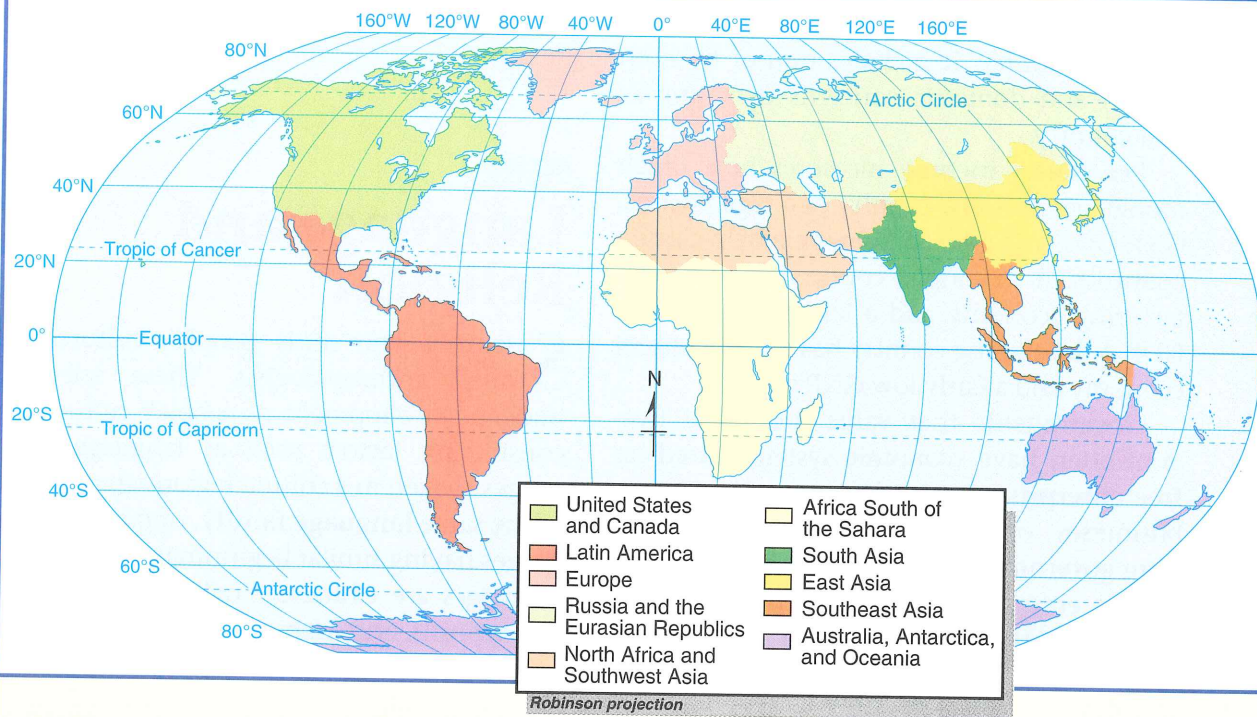 160°W 120°W 80°W 40°W 0° 40°E 80°E 120°E 160°E
80°N
Arctic Circle
60°N
40°N
Tropic of Cancer
20°N
0°
Equator
N
20°S
Tropic of Capricorn
40°S
60°S
Antarctic Circle
80°S
United States
and Canada
Latin America
Europe
Russia and the
Eurasian Republics
North Africa and
Southwest Asia
Africa South of
the Sahara
South Asia
East Asia
Southeast Asia
Australia, Antarctica,
and Oceania
Robinson projection